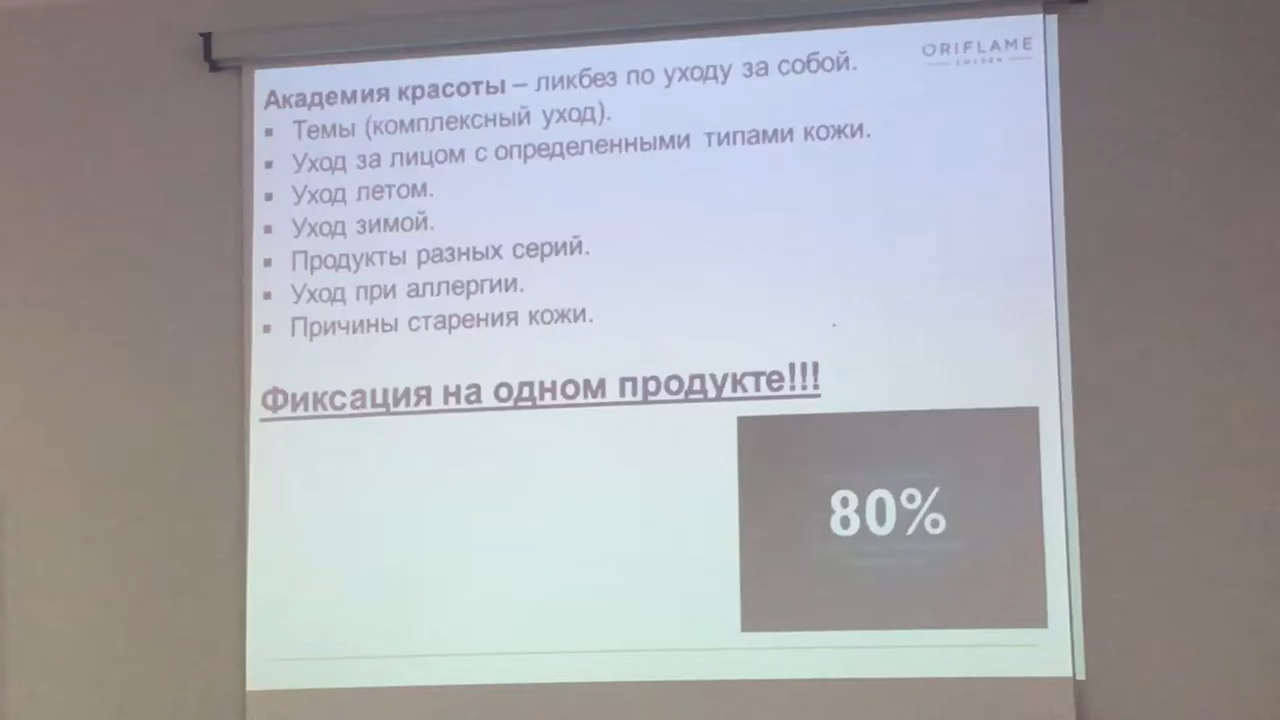 ORIFLAME
SWEDEN
Академия красоты – ликбез по уходу за собой.
▪ Темы (комплексный уход).
▪ Уход за лицом с определенными типами кожи.
▪ Уход летом.
▪ Уход зимой.
▪ Продукты разных серий.
▪ Уход при аллергии.
▪ Причины старения кожи.
Фиксация на одном продукте!!!
80%